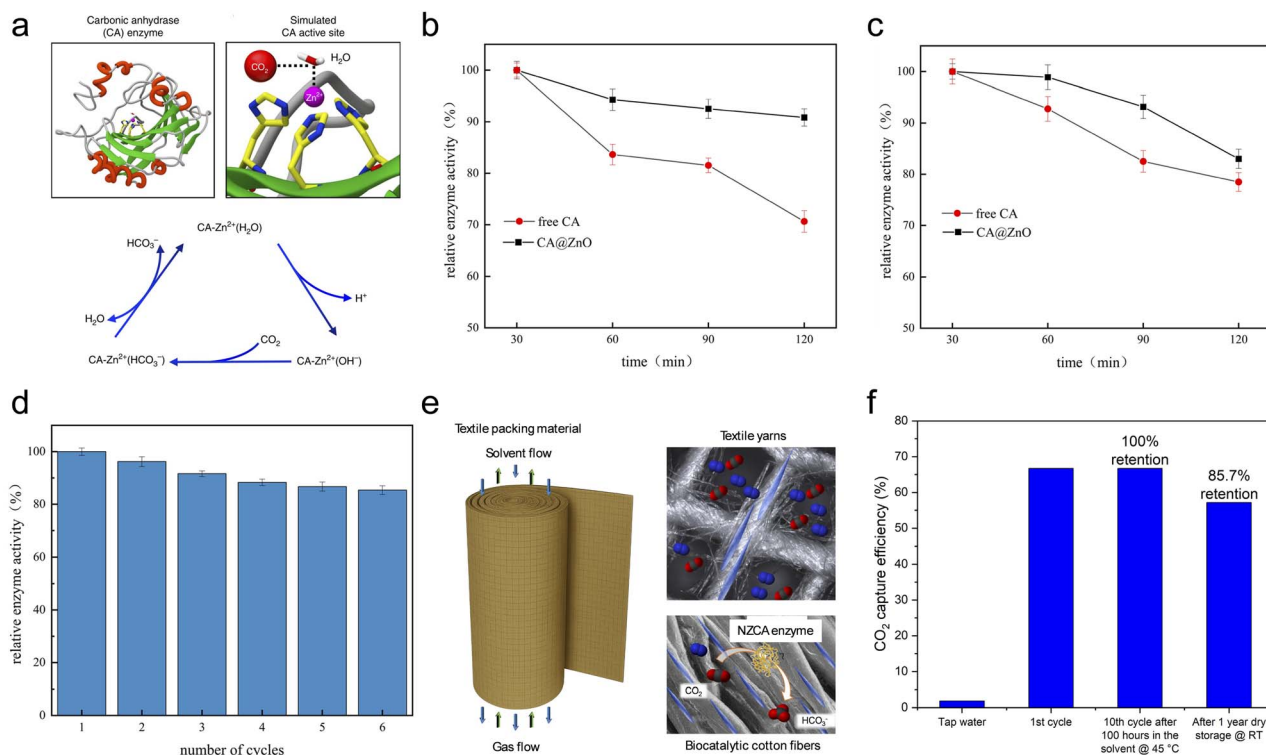 a
Carbonic anhydrase
(CA) enzyme
Simulated
CA active site
CO₂
H₂O
Zn²⁺
CA-Zn²⁺(H₂O)
HCO₃⁻
H⁺
H₂O
CO₂
CA-Zn²⁺(HCO₃⁻)
CA-Zn²⁺(OH⁻)
b
relative enzyme activity（%）
100
90
80
70
60
50
free CA
CA@ZnO
30
60
90
120
time（min）
c
relative enzyme activity（%）
100
90
80
70
60
50
free CA
CA@ZnO
30
60
90
120
time（min）
d
relative enzyme activity（%）
100
80
60
40
20
0
1
2
3
4
5
6
number of cycles
e
Textile packing material
Solvent flow
Gas flow
Textile yarns
NZCA enzyme
CO₂
HCO₃⁻
Biocatalytic cotton fibers
f
CO₂ capture efficiency (%)
80
70
60
50
40
30
20
10
0
100%
retention
85.7%
retention
Tap water
1st cycle
10th cycle after
100 hours in the
solvent @ 45 °C
After 1 year dry
storage @ RT